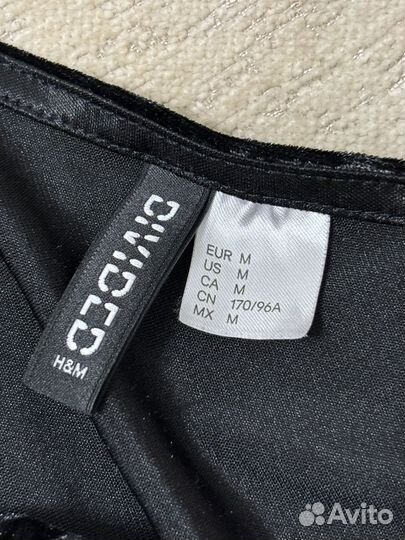 DIVIDED
H&M
EUR M
US M
CA M
CN 170/96A
MX M
Avito